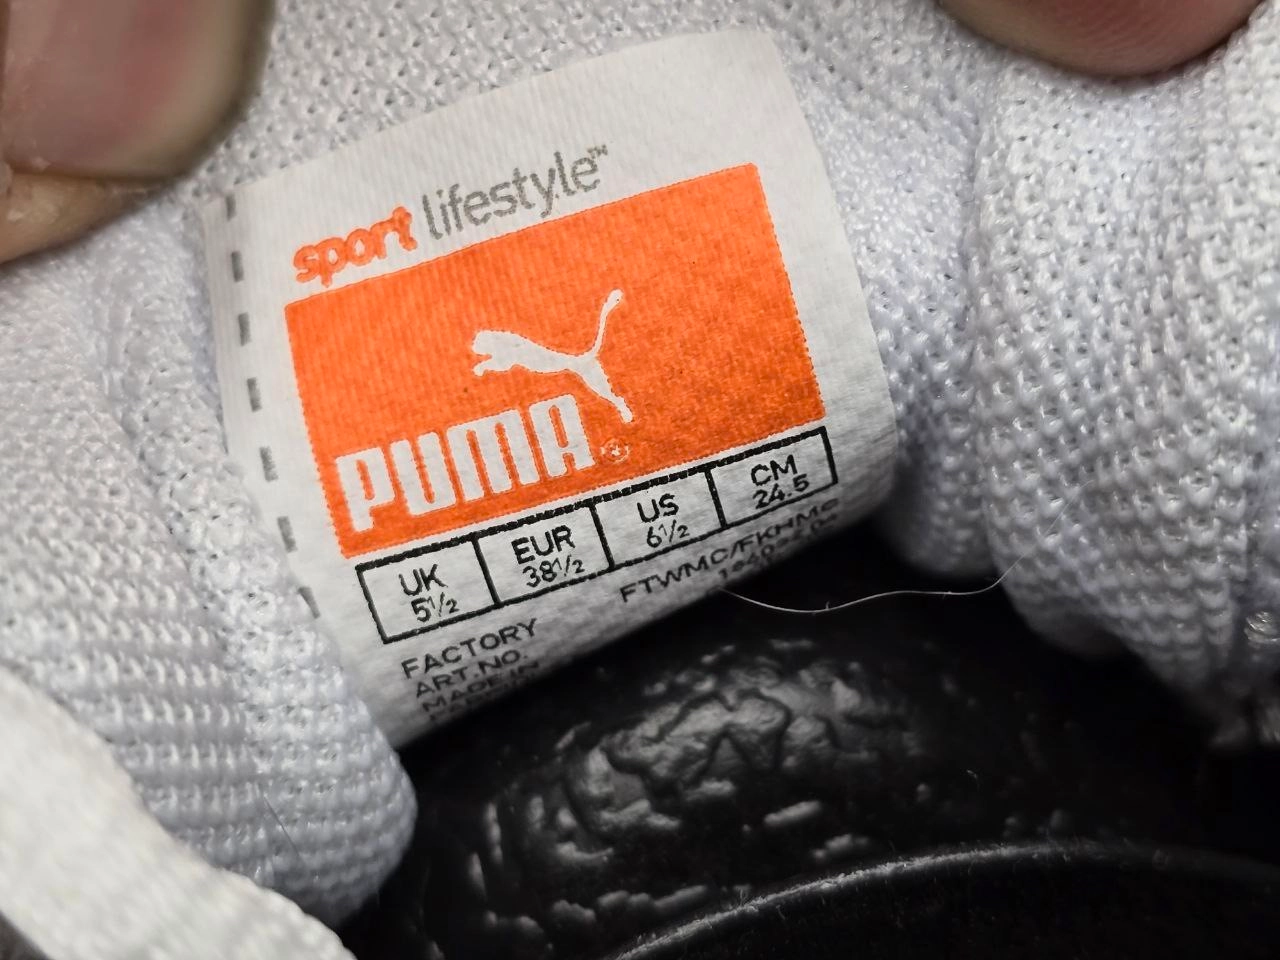 sport lifestyle™
PUMA®
UK EUR US CM
5½ 38½ 6½ 24.5
FACTORY FTWMC/FKHMC
ART.NO.
MADE IN